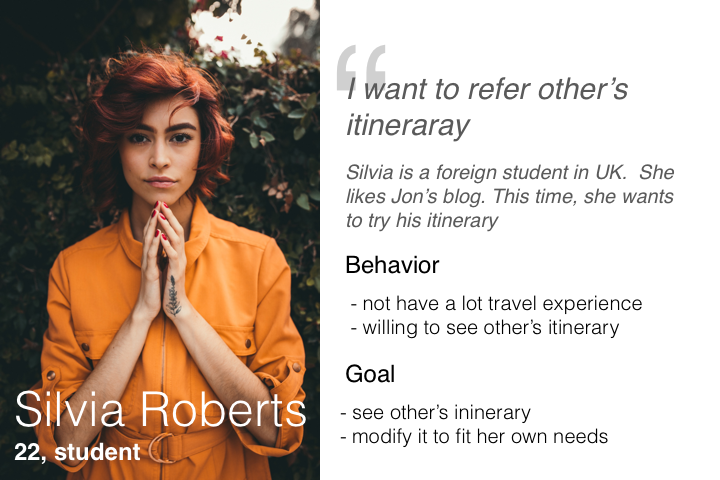 “
I want to refer other’s
itineraray
Silvia is a foreign student in UK.  She
likes Jon’s blog. This time, she wants
to try his itinerary
Behavior
- not have a lot travel experience
- willing to see other’s itinerary
Goal
- see other’s ininerary
- modify it to fit her own needs
Silvia Roberts
22, student